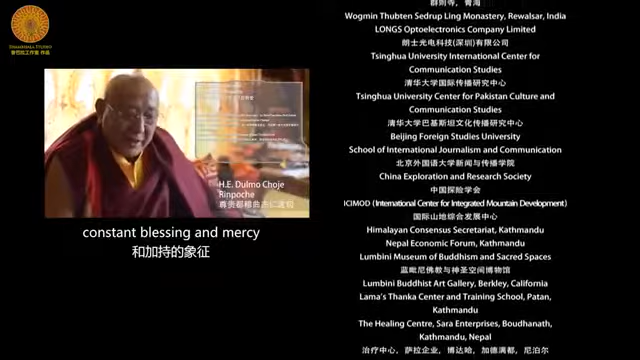 SHAMBHALA STUDIO
香巴拉工作室 作品
H.E. Dulmo Choje
Rinpoche
constant blessing and mercy
和加持的象征
Wogmin Thubten Sedrup Ling Monastery, Rewalsar, India
LONGS Optoelectronics Company Limited
朗士光电科技(深圳)有限公司
Tsinghua University International Center for
Communication Studies
清华大学国际传播研究中心
Tsinghua University Center for Pakistan Culture and
Communication Studies
清华大学巴基斯坦文化传播研究中心
Beijing Foreign Studies University
School of International Journalism and Communication
北京外国语大学新闻与传播学院
China Exploration and Research Society
中国探险学会
ICIMOD (International Center for Integrated Mountain Development)
国际山地综合发展中心
Himalayan Consensus Secretariat, Kathmandu
Nepal Economic Forum, Kathmandu
Lumbini Museum of Buddhism and Sacred Spaces
蓝毗尼佛教与神圣空间博物馆
Lumbini Buddhist Art Gallery, Berkley, California
Lama's Thanka Center and Training School, Patan,
Kathmandu
The Healing Centre, Sara Enterprises, Boudhanath,
Kathmandu, Nepal
治疗中心，萨拉企业，博达哈，加德满都，尼泊尔